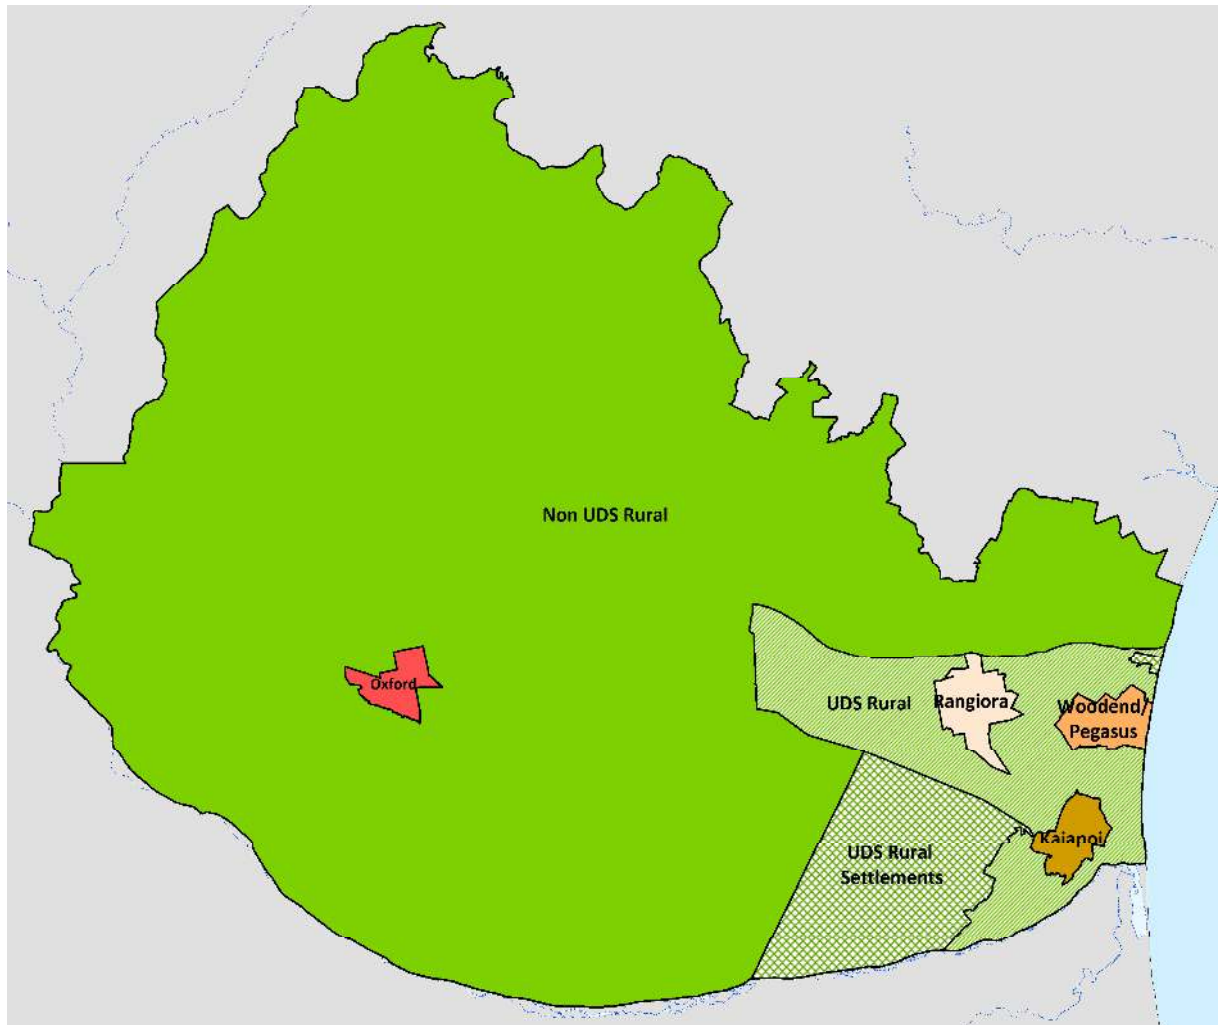 Non UDS Rural
Oxford
UDS Rural
Rangiora
Woodend/
Pegasus
Kaiapoi
UDS Rural
Settlements